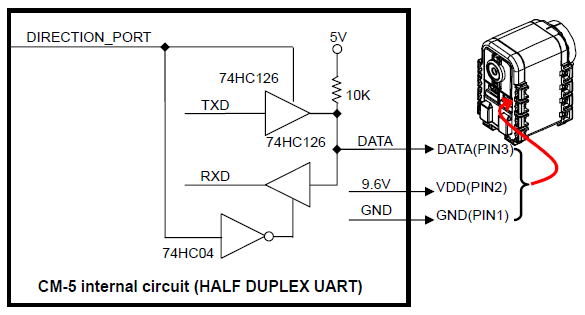 DIRECTION_PORT
5V
74HC126
10K
TXD
74HC126
DATA
DATA(PIN3)
RXD
9.6V
VDD(PIN2)
GND
GND(PIN1)
74HC04
CM-5 internal circuit (HALF DUPLEX UART)